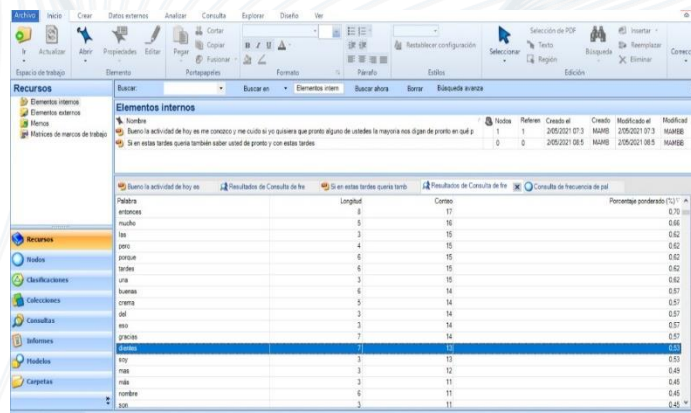 Archivo Inicio Crear Datos externos Analizar Consulta Explorar Diseño Ver
Ir Actualizar Abrir Propiedades Editar Pegar Cortar Copiar Fusionar Restablecer configuración Seleccionar Selección de PDF Texto Región Búsqueda Insertar Reemplazar Eliminar Correcc
Espacio de trabajo Elemento Portapapeles Formato Párrafo Estilos Edición
Recursos
Elementos internos
Elementos externos
Memos
Matrices de marcos de trabajo
Recursos
Nodos
Clasificaciones
Colecciones
Consultas
Informes
Modelos
Carpetas
Buscar: Buscar en Elementos intern Buscar ahora Borrar Búsqueda avanza
Elementos internos
Nombre Nodos Referen Creado el Creado Modificado el Modificad
Bueno la actividad de hoy es me conozco y me cuido si yo quisiera que pronto alguno de ustedes la mayoría nos digan de pronto en qué p 1 1 2/05/2021 07:3 MAMB 2/05/2021 07:3 MAMBB
Si en estas tardes quería también saber usted de pronto y con estas tardes 0 0 2/05/2021 08:5 MAMB 2/05/2021 08:5 MAMBB
Bueno la actividad de hoy es Resultados de Consulta de fre Si en estas tardes quería tamb Resultados de Consulta de fre Consulta de frecuencia de pal
Palabra Longitud Conteo Porcentaje ponderado (%)
entonces 8 17 0,70
mucho 5 16 0,66
las 3 15 0,62
pero 4 15 0,62
porque 6 15 0,62
tardes 6 15 0,62
una 3 15 0,62
buenas 6 14 0,57
crema 5 14 0,57
del 3 14 0,57
eso 3 14 0,57
gracias 7 14 0,57
dientes 7 13 0,53
soy 3 13 0,53
mas 3 12 0,49
más 3 11 0,45
nombre 6 11 0,45
son 3 11 0,45